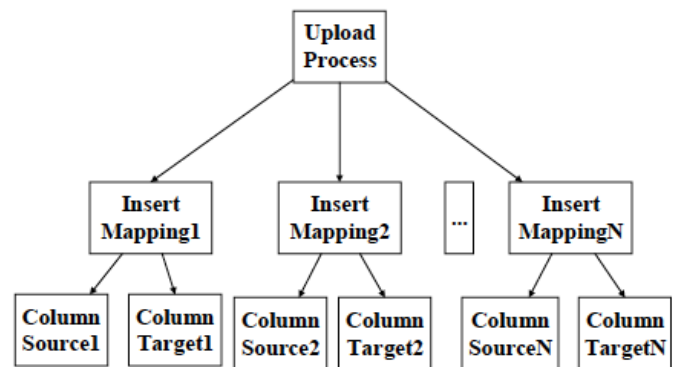 Upload
Process
Insert
Mapping1
Insert
Mapping2
...
Insert
MappingN
Column
Source1
Column
Target1
Column
Source2
Column
Target2
Column
SourceN
Column
TargetN